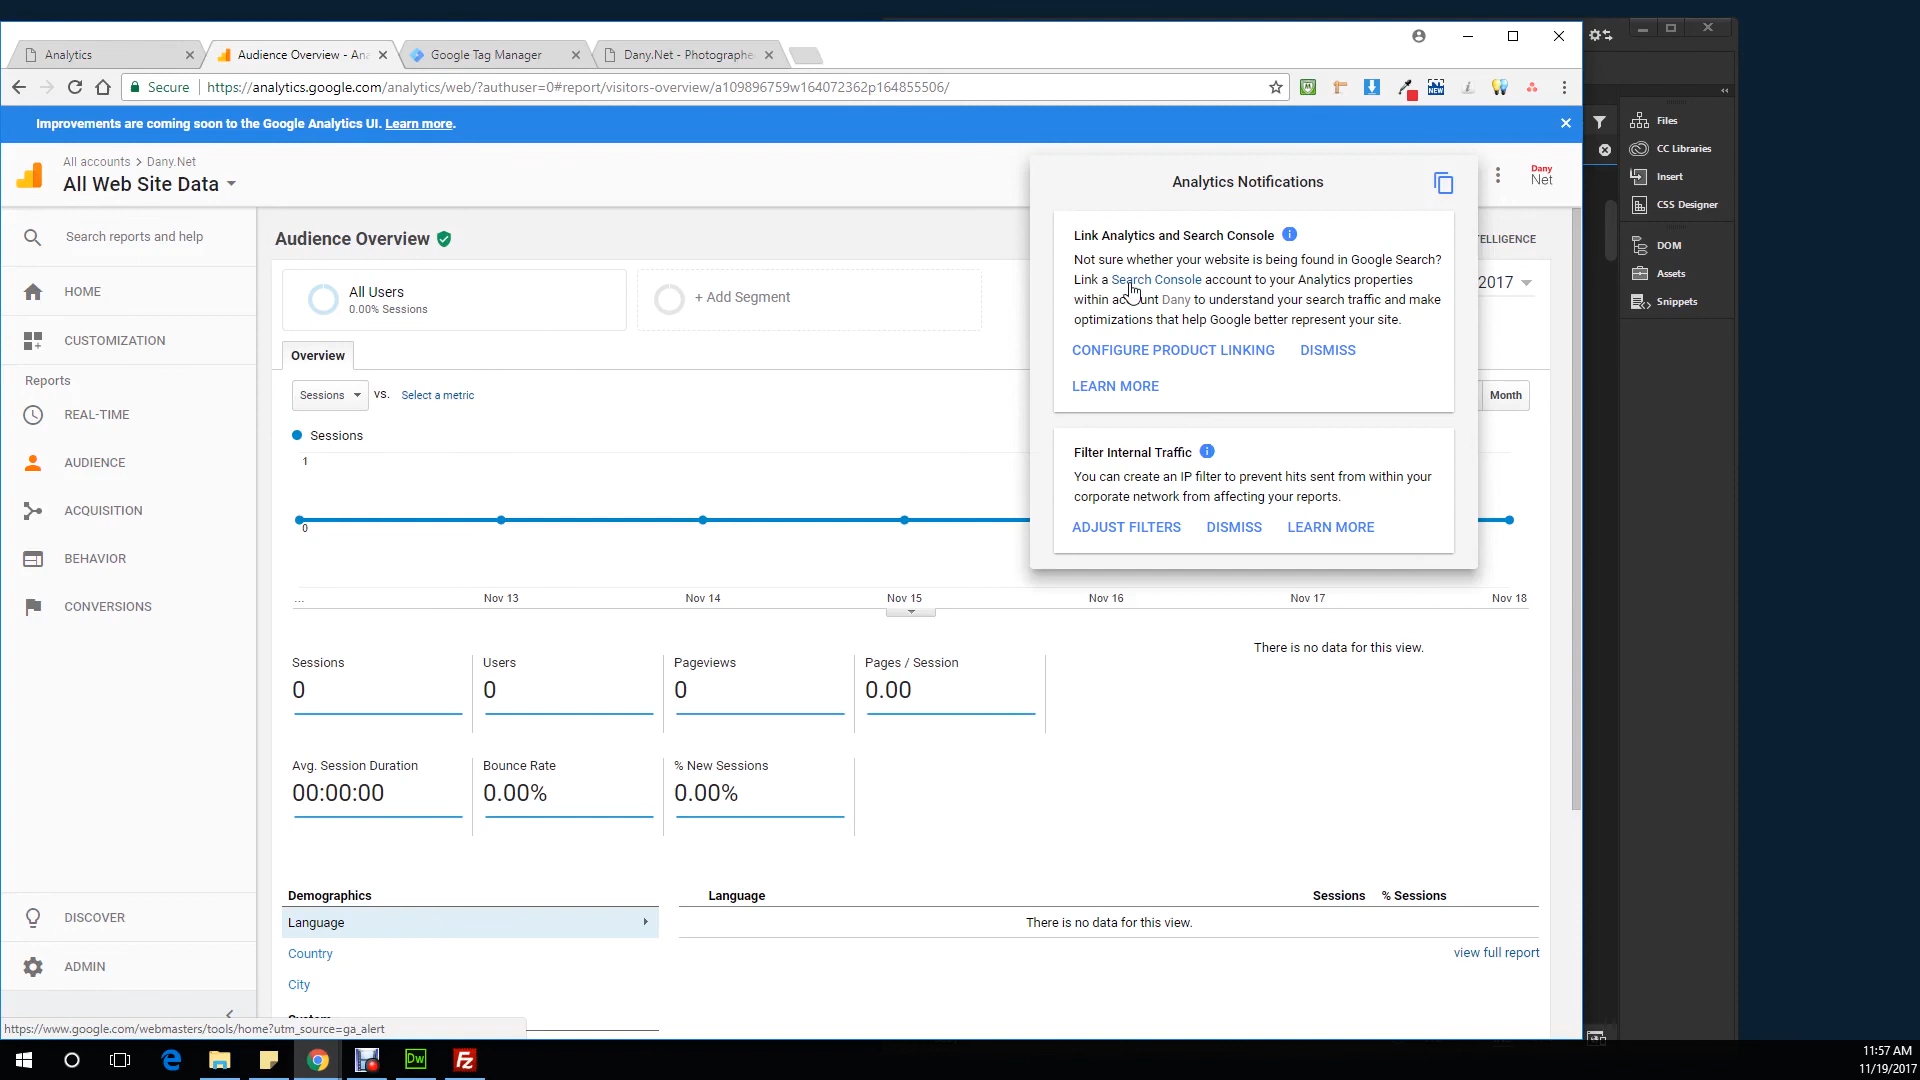 Analytics
Audience Overview - An
Google Tag Manager
Dany.Net - Photographe
Secure
https://analytics.google.com/analytics/web/?authuser=0#report/visitors-overview/a109896759w164072362p164855506/
NEW
Improvements are coming soon to the Google Analytics UI. Learn more.
All accounts > Dany.Net
All Web Site Data
Analytics Notifications
Dany
Net
Search reports and help
HOME
CUSTOMIZATION
Reports
REAL-TIME
AUDIENCE
ACQUISITION
BEHAVIOR
CONVERSIONS
DISCOVER
ADMIN
Audience Overview
TELLIGENCE
All Users
0.00% Sessions
+ Add Segment
2017
Overview
Sessions
VS.
Select a metric
Month
Sessions
1
0
...
Nov 13
Nov 14
Nov 15
Nov 16
Nov 17
Nov 18
Link Analytics and Search Console
Not sure whether your website is being found in Google Search?
Link a Search Console account to your Analytics properties
within account Dany to understand your search traffic and make
optimizations that help Google better represent your site.
CONFIGURE PRODUCT LINKING
DISMISS
LEARN MORE
Filter Internal Traffic
You can create an IP filter to prevent hits sent from within your
corporate network from affecting your reports.
ADJUST FILTERS
DISMISS
LEARN MORE
There is no data for this view.
Sessions
0
Users
0
Pageviews
0
Pages / Session
0.00
Avg. Session Duration
00:00:00
Bounce Rate
0.00%
% New Sessions
0.00%
Demographics
Language
Country
City
Language
Sessions
% Sessions
There is no data for this view.
view full report
https://www.google.com/webmasters/tools/home?utm_source=ga_alert
Files
CC Libraries
Insert
CSS Designer
DOM
Assets
Snippets
Dw
Fz
11:57 AM
11/19/2017